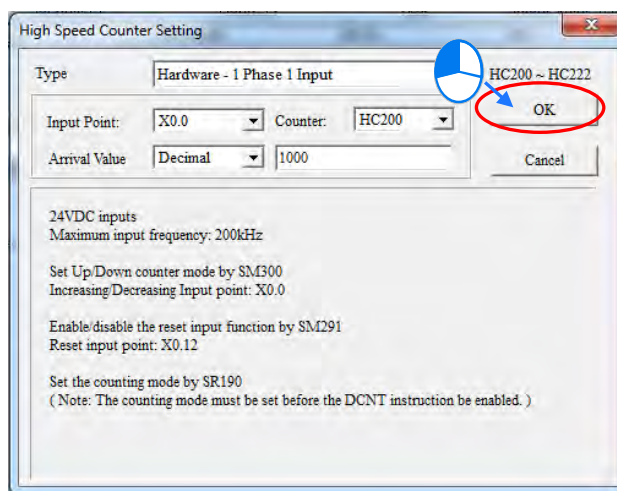 High Speed Counter Setting
Type Hardware - 1 Phase 1 Input HC200 ~ HC222
Input Point: X0.0 Counter: HC200 OK
Arrival Value Decimal 1000 Cancel
24VDC inputs
Maximum input frequency: 200kHz
Set Up/Down counter mode by SM300
Increasing/Decreasing Input point: X0.0
Enable/disable the reset input function by SM291
Reset input point: X0.12
Set the counting mode by SR190
( Note: The counting mode must be set before the DCNT instruction be enabled. )